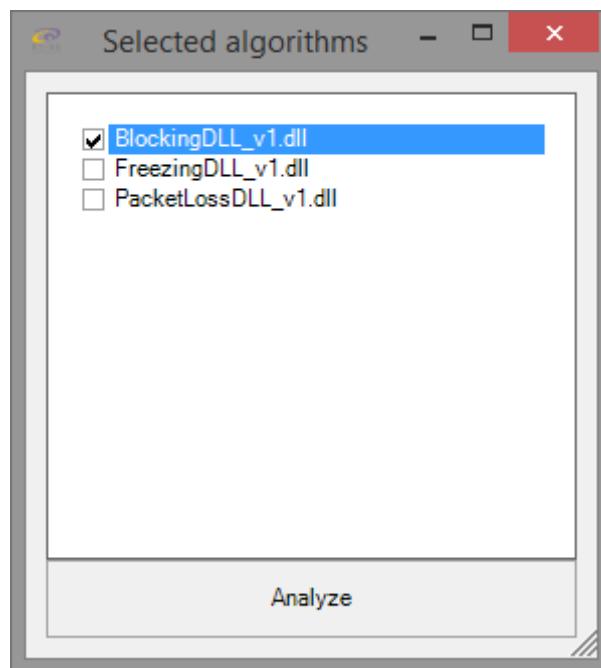 Selected algorithms
BlockingDLL_v1.dll
FreezingDLL_v1.dll
PacketLossDLL_v1.dll
Analyze